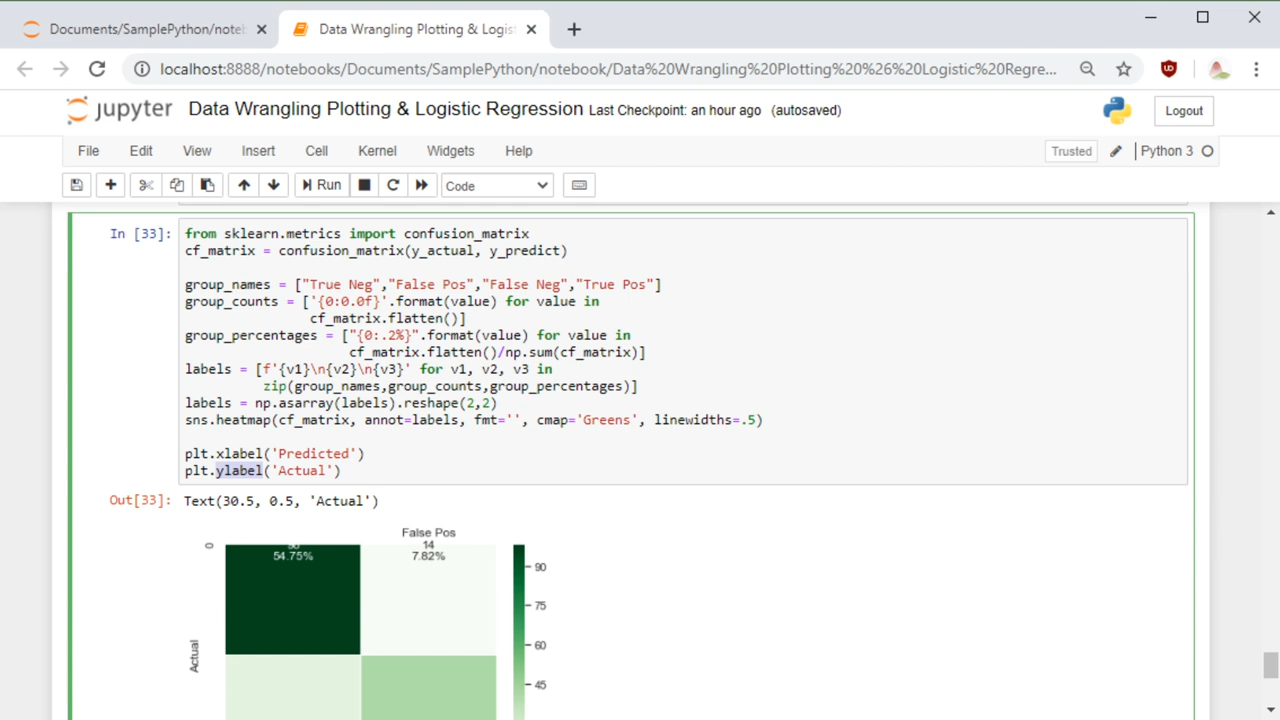 Documents/SamplePython/noteb
Data Wrangling Plotting & Logist
localhost:8888/notebooks/Documents/SamplePython/notebook/Data%20Wrangling%20Plotting%20%26%20Logistic%20Regre...
jupyter Data Wrangling Plotting & Logistic Regression Last Checkpoint: an hour ago (autosaved)
Logout
File Edit View Insert Cell Kernel Widgets Help
Trusted Python 3
Run Code
In [33]:
from sklearn.metrics import confusion_matrix
cf_matrix = confusion_matrix(y_actual, y_predict)
group_names = ["True Neg","False Pos","False Neg","True Pos"]
group_counts = ['{0:0.0f}'.format(value) for value in
cf_matrix.flatten()]
group_percentages = ["{0:.2%}".format(value) for value in
cf_matrix.flatten()/np.sum(cf_matrix)]
labels = [f'{v1}\n{v2}\n{v3}' for v1, v2, v3 in
zip(group_names,group_counts,group_percentages)]
labels = np.asarray(labels).reshape(2,2)
sns.heatmap(cf_matrix, annot=labels, fmt='', cmap='Greens', linewidths=.5)
plt.xlabel('Predicted')
plt.ylabel('Actual')
Out[33]: Text(30.5, 0.5, 'Actual')
False Pos
0
14
54.75% 7.82%
90
75
60
45
Actual